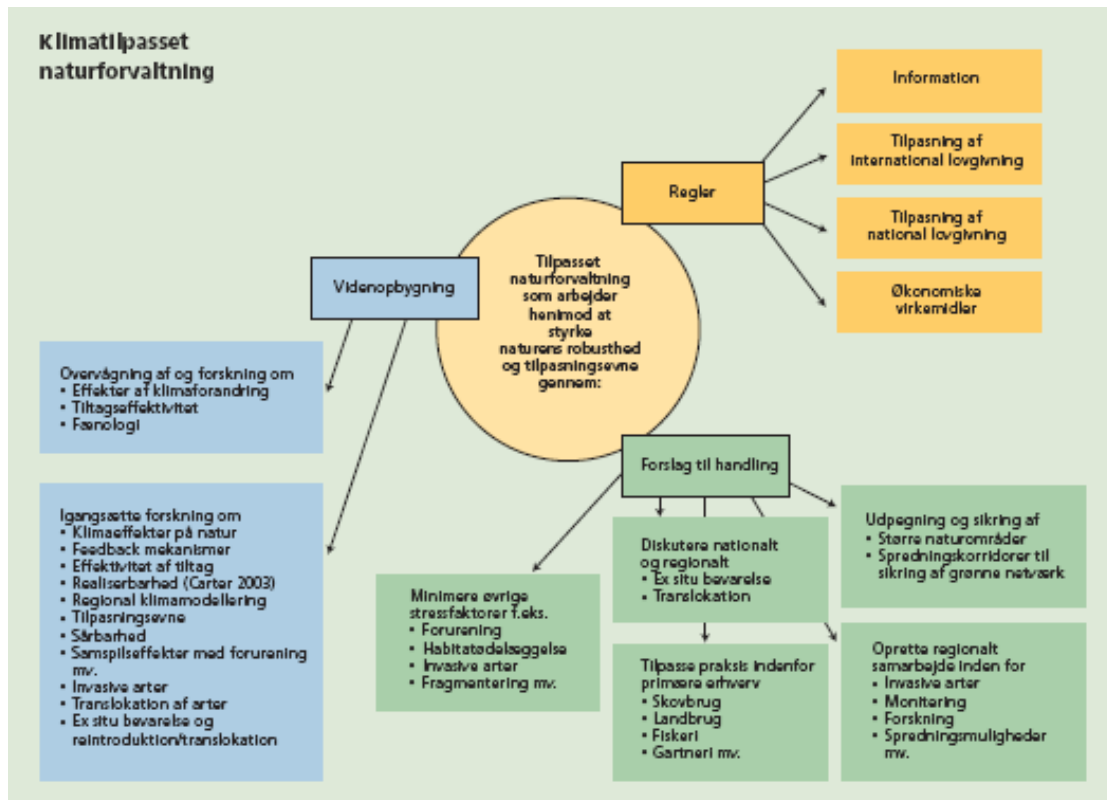 Klimatilpasset
naturforvaltning
Information
Tilpasning af
international lovgivning
Regler
Tilpasning af
national lovgivning
Økonomiske
virkemidler
Tilpasset
naturforvaltning
som arbejder
henimod at
styrke
naturens robusthed
og tilpasningsevne
gennem:
Videnopbygning
Overvågning af og forskning om
• Effekter af klimaforandring
• Tiltagseffektivitet
• Fænologi
Igangsætte forskning om
• Klimaeffekter på natur
• Feedback mekanismer
• Effektivitet af tiltag
• Realiserbarhed (Carter 2003)
• Regional klimamodellering
• Tilpasningsevne
• Sårbarhed
• Samspilseffekter med forurening
mv.
• Invasive arter
• Translokation af arter
• Ex situ bevarelse og
reintroduktion/translokation
Forslag til handling
Minimere øvrige
stressfaktorer f.eks.
• Forurening
• Habitatødelæggelse
• Invasive arter
• Fragmentering mv.
Diskutere nationalt
og regionalt
• Ex situ bevarelse
• Translokation
Tilpasse praksis indenfor
primære erhverv
• Skovbrug
• Landbrug
• Fiskeri
• Gartneri mv.
Udpegning og sikring af
• Større naturområder
• Spredningskorridorer til
sikring af grønne netværk
Oprette regionalt
samarbejde inden for
• Invasive arter
• Monitering
• Forskning
• Spredningsmuligheder
mv.